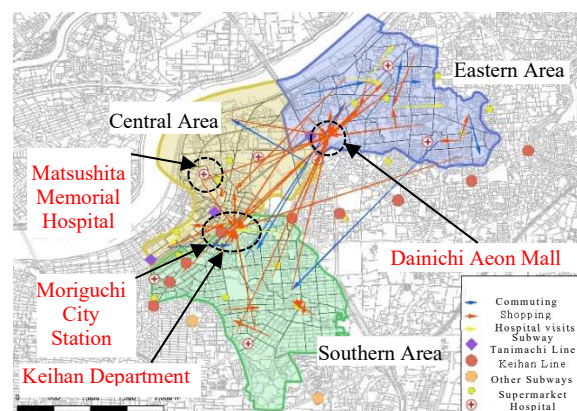 Eastern Area
Central Area
Matsushita
Memorial
Hospital
Dainichi Aeon Mall
Moriguchi
City
Station
Keihan Department
Southern Area
Commuting
Shopping
Hospital visits
Subway
Tanimachi Line
Keihan Line
Other Subways
Supermarket
Hospital